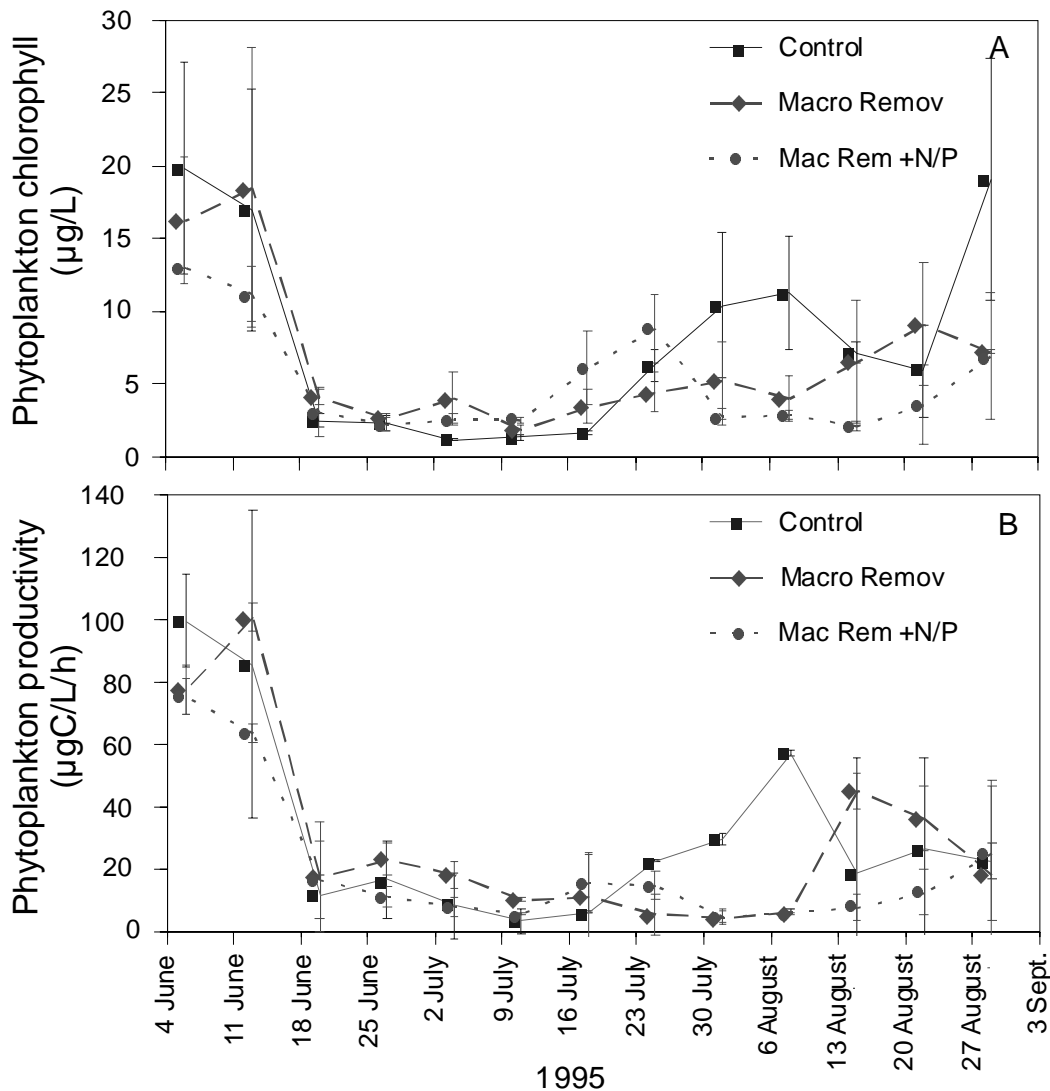 Phytoplankton chlorophyll
(µg/L)
30
25
20
15
10
5
0
A
Control
Macro Remov
Mac Rem +N/P
Phytoplankton productivity
(µgC/L/h)
140
120
100
80
60
40
20
0
B
Control
Macro Remov
Mac Rem +N/P
4 June
11 June
18 June
25 June
2 July
9 July
16 July
23 July
30 July
6 August
13 August
20 August
27 August
3 Sept.
1995